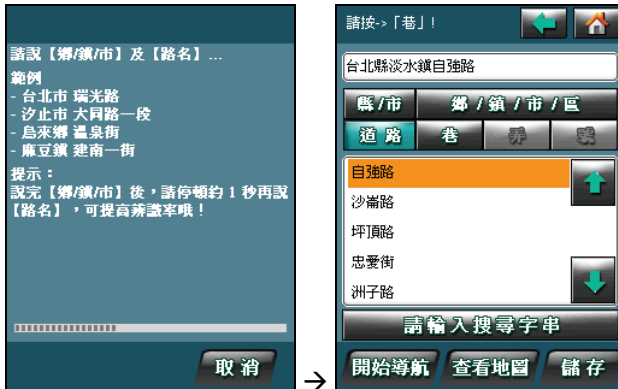 請說【鄉/鎮/市】及【路名】...
範例
- 台北市 瑞光路
- 汐止市 大同路一段
- 烏來鄉 溫泉街
- 麻豆鎮 建南一街
提示：
說完【鄉/鎮/市】後，請停頓約 1 秒再說
【路名】，可提高辨識率哦！
取消
→
請按->「巷」!
台北縣淡水鎮自強路
縣/市 鄉/鎮/市/區
道路 巷 弄 號
自強路
沙崙路
坪頂路
忠愛街
洲子路
請輸入搜尋字串
開始導航 查看地圖 儲存